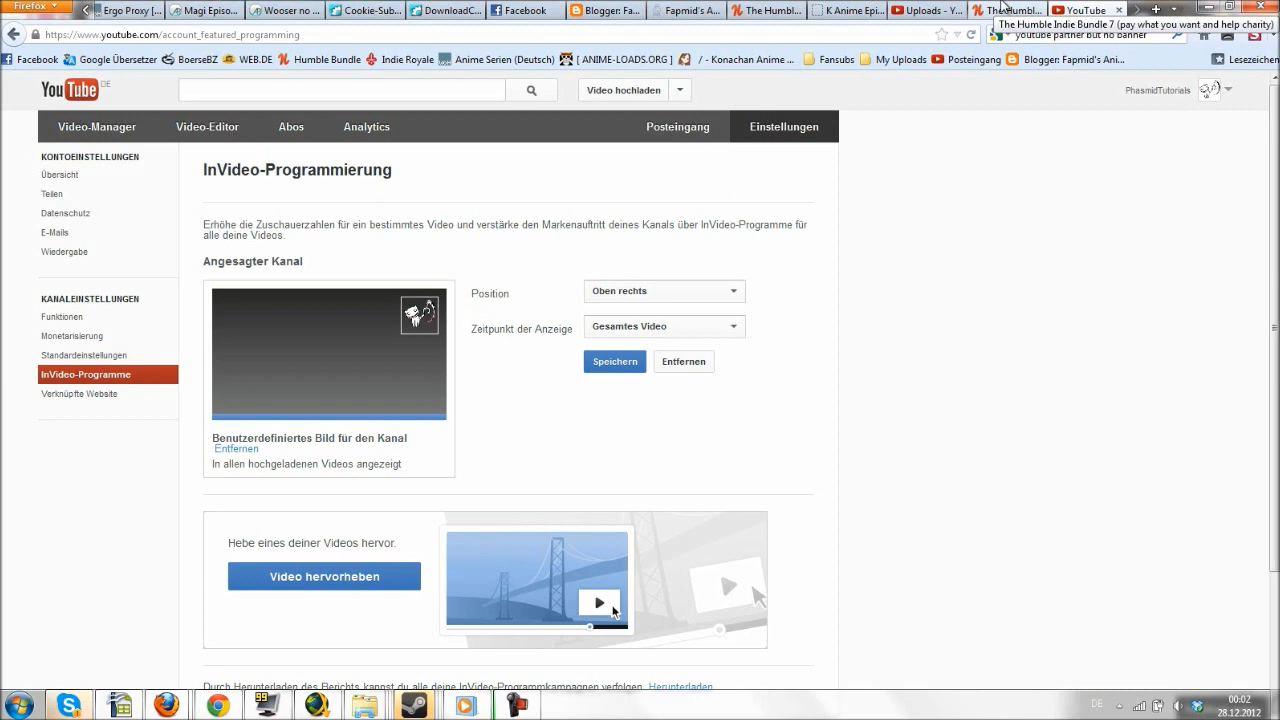 Firefox
Ergo Proxy [...
Magi Episo...
Wooser no ...
Cookie-Sub...
DownloadC...
Facebook
Blogger: Fa...
Fapmid's A...
The Humbl...
K Anime Epi...
Uploads - Y...
The Humbl...
YouTube
The Humble Indie Bundle 7 (pay what you want and help charity)
https://www.youtube.com/account_featured_programming
youtube partner but no banner
Facebook
Google Übersetzer
BoerseBZ
WEB.DE
Humble Bundle
Indie Royale
Anime Serien (Deutsch)
[ ANIME-LOADS.ORG ]
/ - Konachan Anime ...
Fansubs
My Uploads
Posteingang
Blogger: Fapmid's Ani...
Lesezeichen
YouTube DE
Video hochladen
PhasmidTutorials
Video-Manager
Video-Editor
Abos
Analytics
Posteingang
Einstellungen
KONTOEINSTELLUNGEN
Übersicht
Teilen
Datenschutz
E-Mails
Wiedergabe
KANALEINSTELLUNGEN
Funktionen
Monetarisierung
Standardeinstellungen
InVideo-Programme
Verknüpfte Website
InVideo-Programmierung
Erhöhe die Zuschauerzahlen für ein bestimmtes Video und verstärke den Markenauftritt deines Kanals über InVideo-Programme für
alle deine Videos.
Angesagter Kanal
Position
Oben rechts
Zeitpunkt der Anzeige
Gesamtes Video
Speichern
Entfernen
Benutzerdefiniertes Bild für den Kanal
Entfernen
In allen hochgeladenen Videos angezeigt
Hebe eines deiner Videos hervor.
Video hervorheben
Durch Herunterladen des Berichts kannst du alle deine InVideo-Programmkampagnen verfolgen. Herunterladen
99
DE
00:02
28.12.2012